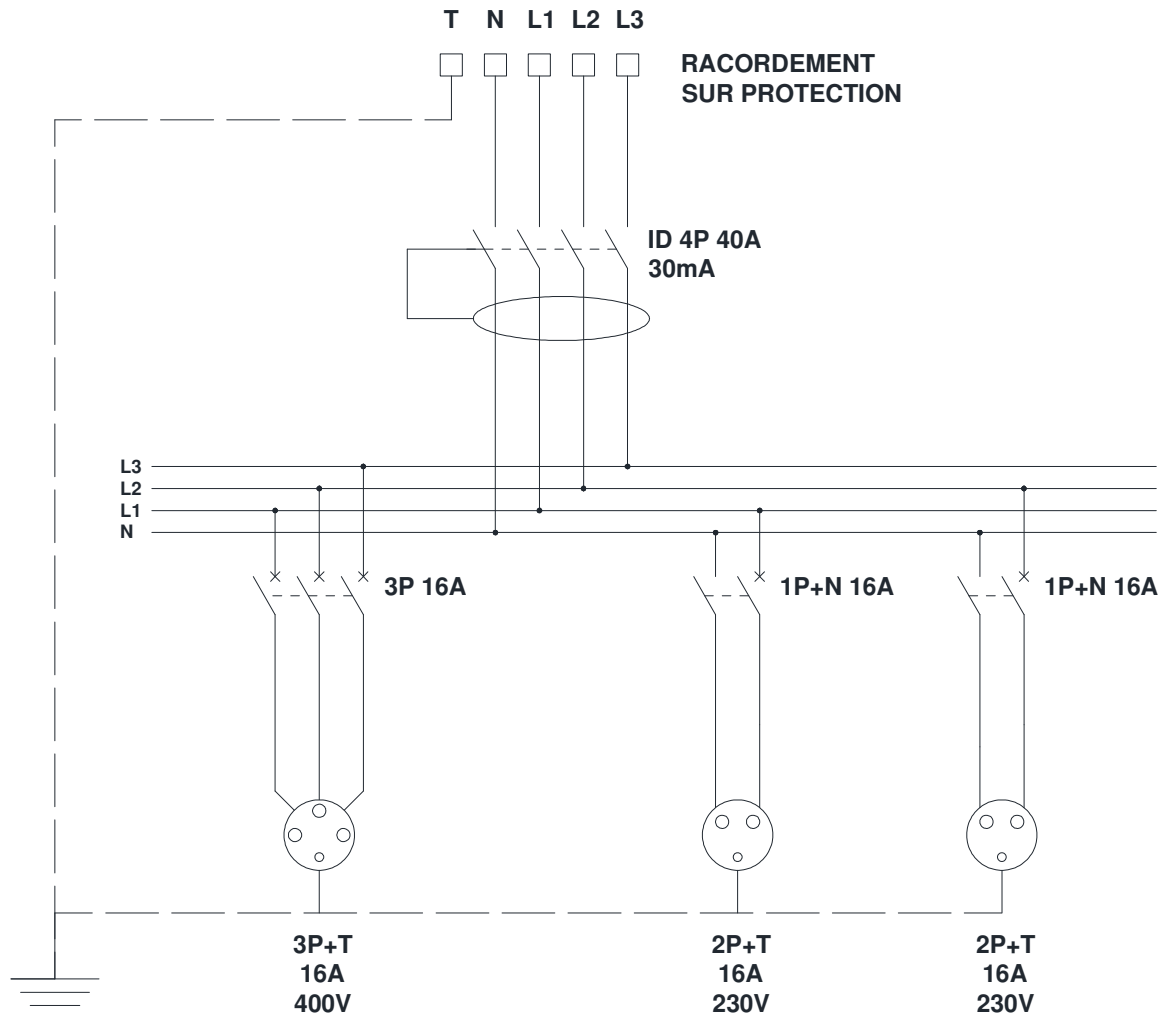 T N L1 L2 L3
RACORDEMENT
SUR PROTECTION
ID 4P 40A
30mA
L3
L2
L1
N
3P 16A
1P+N 16A
1P+N 16A
3P+T
16A
400V
2P+T
16A
230V
2P+T
16A
230V